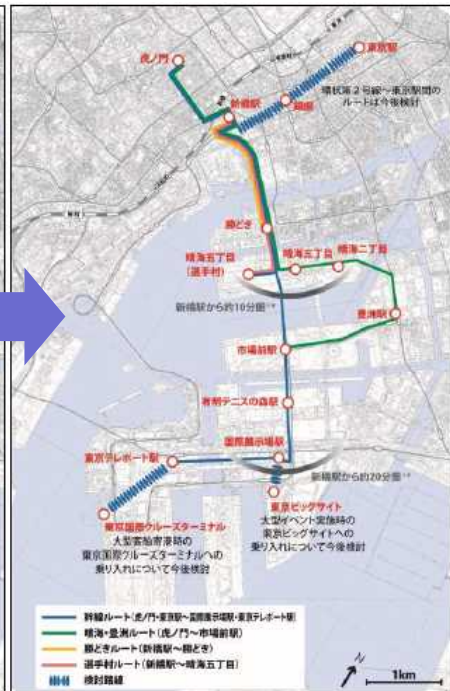 東京駅
虎ノ門
銀座
新橋駅
環状第2号線～東京駅間の
ルートは今後検討
勝どき
晴海五丁目
(選手村)
晴海五丁目
晴海二丁目
新橋駅から約10分圏
豊洲駅
市場前駅
有明テニスの森駅
国際展示場駅
東京テレポート駅
新橋駅から約20分圏
東京国際クルーズターミナル
大型客船寄港時の
東京国際クルーズターミナルへの
乗り入れについて今後検討
東京ビッグサイト
大型イベント実施時の
東京ビッグサイトへの
乗り入れについて今後検討
幹線ルート(虎ノ門・東京駅～国際展示場駅・東京テレポート駅)
晴海・豊洲ルート(虎ノ門～市場前駅)
勝どきルート(新橋駅～勝どき)
選手村ルート(新橋駅～晴海五丁目)
検討路線
N
1km